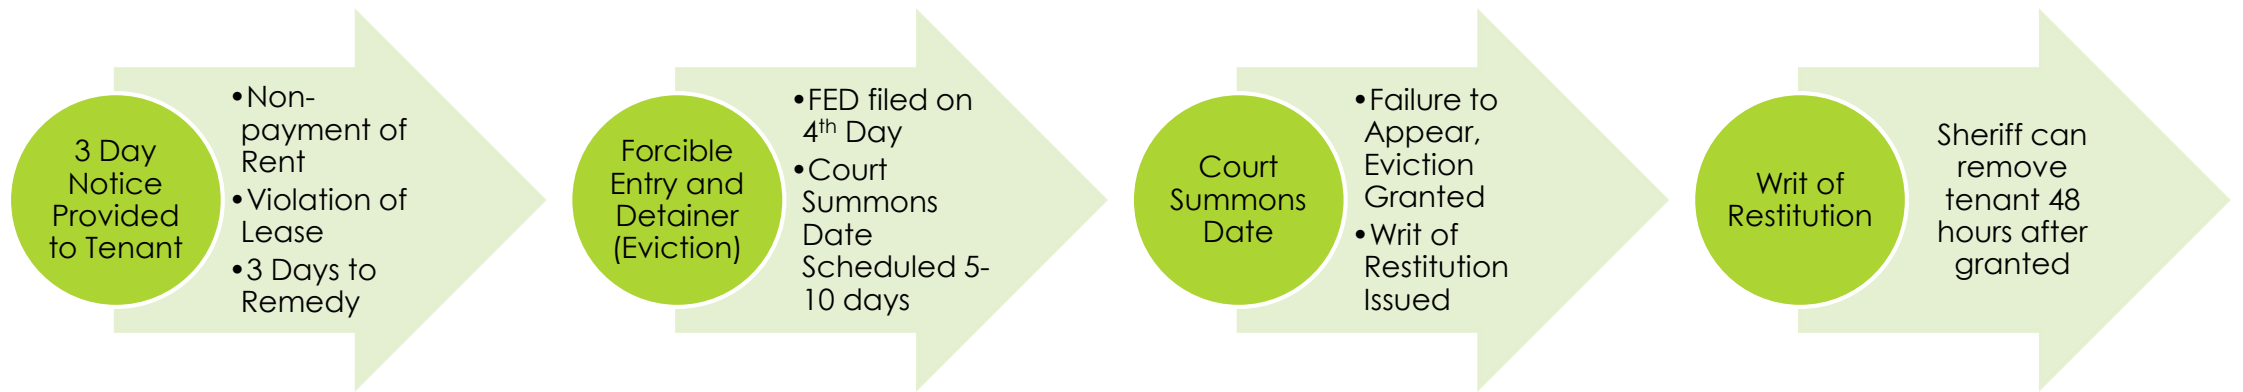 3 Day
Notice
Provided
to Tenant
•Non-
payment of
Rent
•Violation of
Lease
•3 Days to
Remedy
Forcible
Entry and
Detainer
(Eviction)
•FED filed on
4th Day
•Court
Summons
Date
Scheduled 5-
10 days
Court
Summons
Date
•Failure to
Appear,
Eviction
Granted
•Writ of
Restitution
Issued
Writ of
Restitution
Sheriff can
remove
tenant 48
hours after
granted